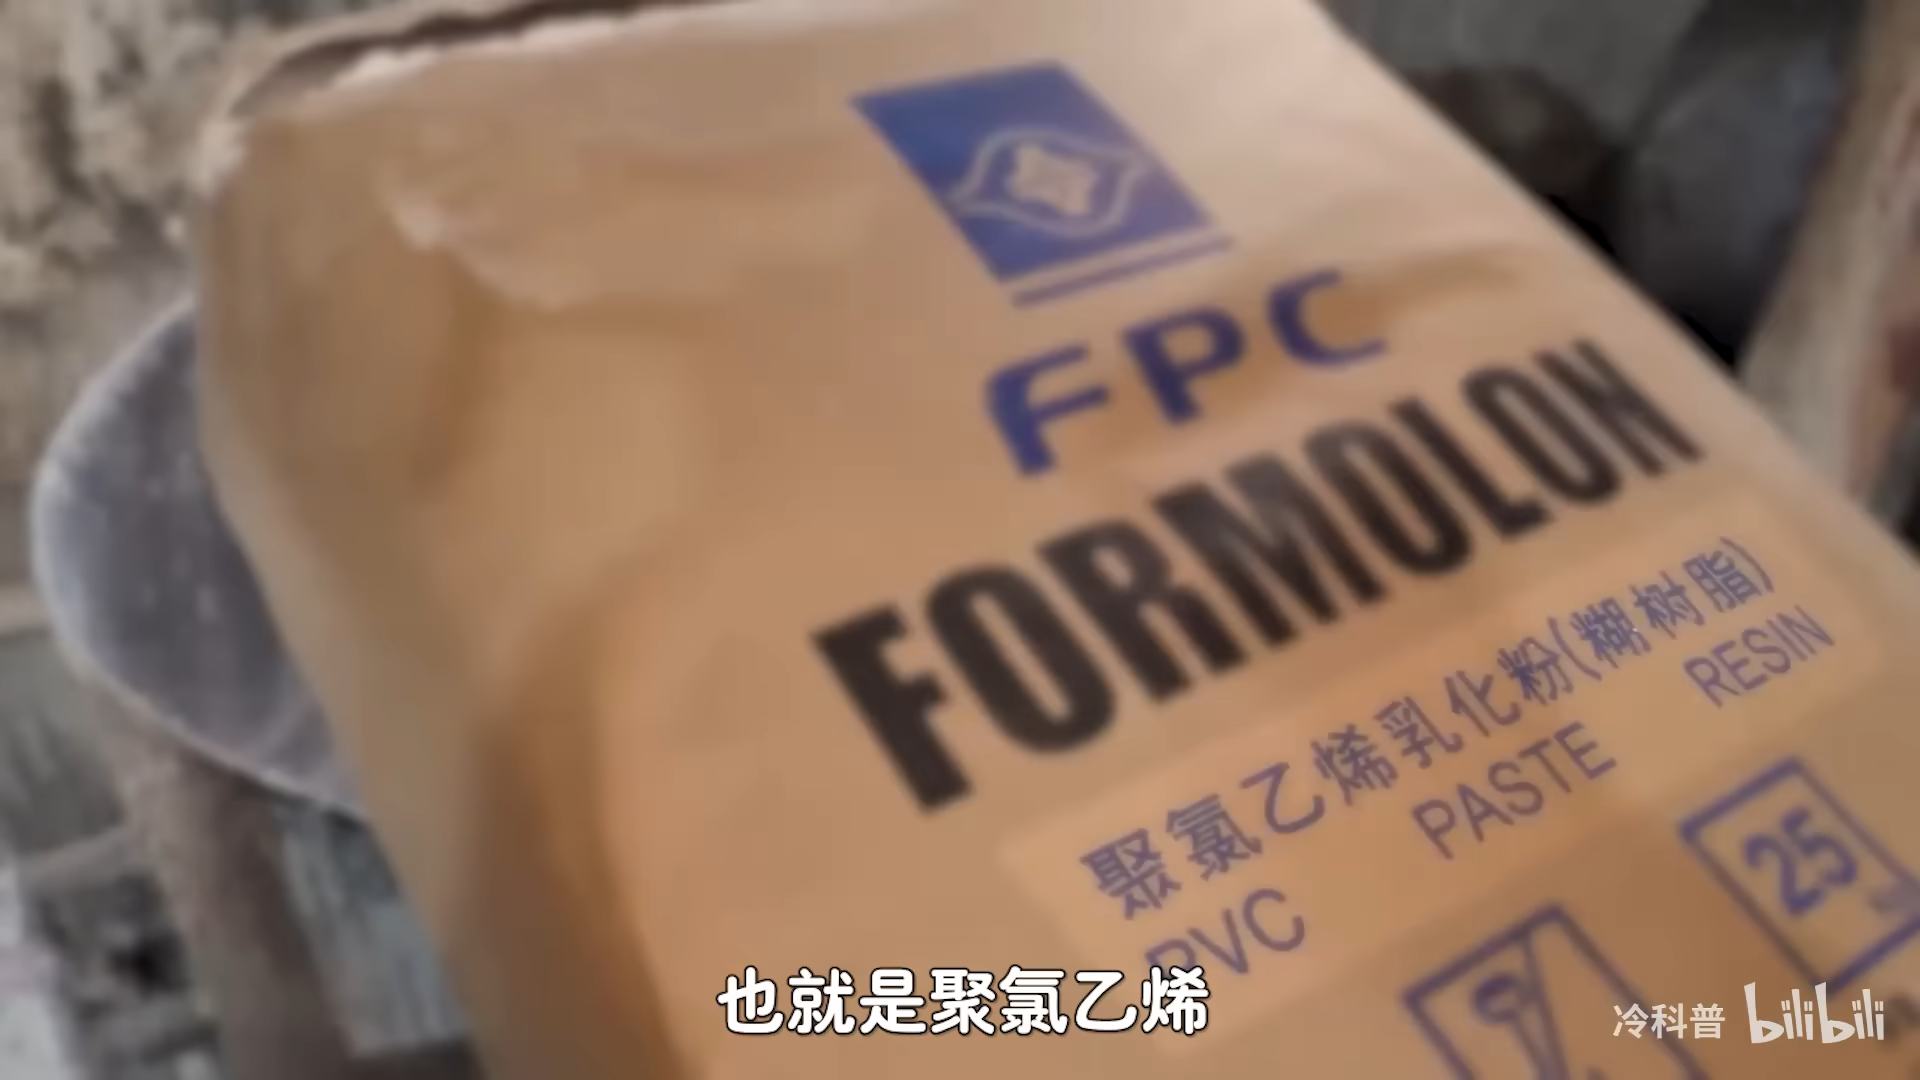 FPC
FORMOLON
聚氯乙烯乳化粉(糊树脂)
PVC PASTE RESIN
25
也就是聚氯乙烯
冷科普 bilibili